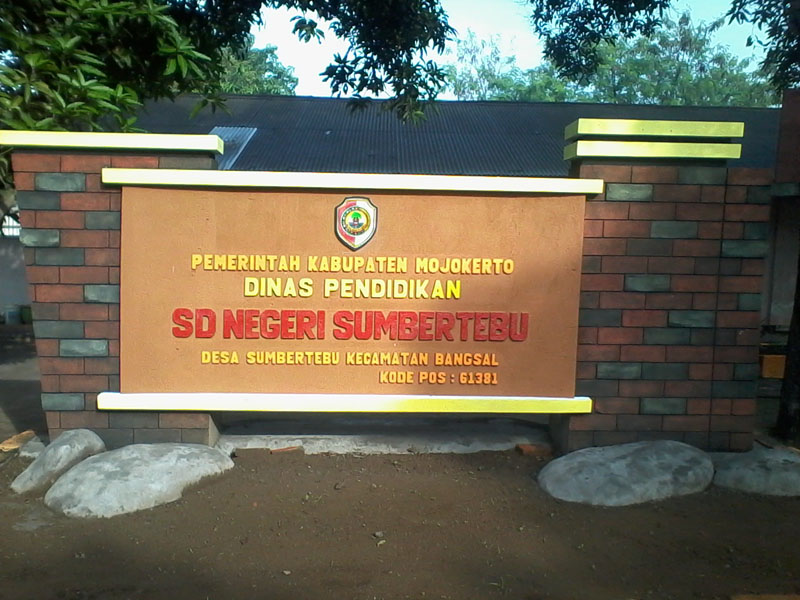 PEMERINTAH KABUPATEN MOJOKERTO
DINAS PENDIDIKAN
SD NEGERI SUMBERTEBU
DESA SUMBERTEBU KECAMATAN BANGSAL
KODE POS : 61381